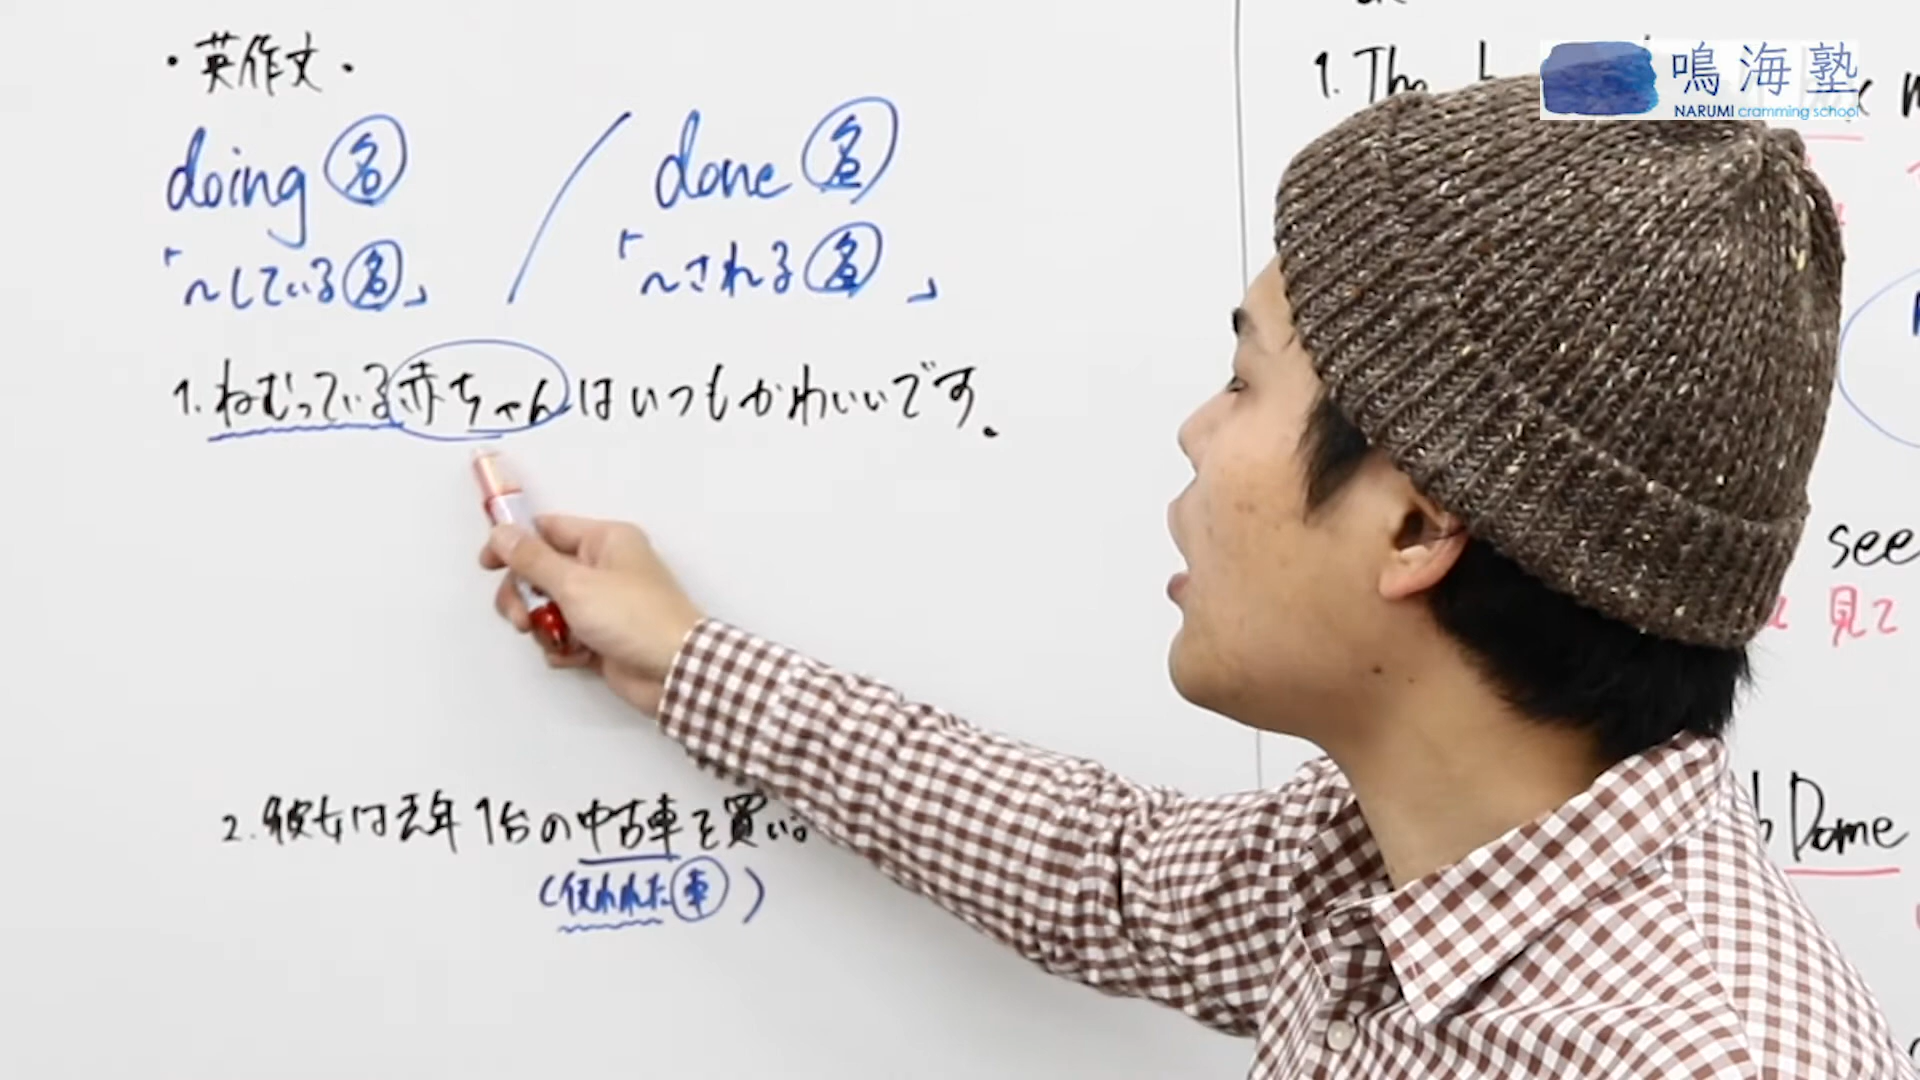 ・英作文・
doing 名 / done 名
「～している名」 「～される名」
1. ねむっている赤ちゃんはいつもかわいいです。
2. 彼女は去年1台の中古車を買い。
(使われた車)
1. The
鳴海塾
NARUMI cramming school
see
見て
Dome